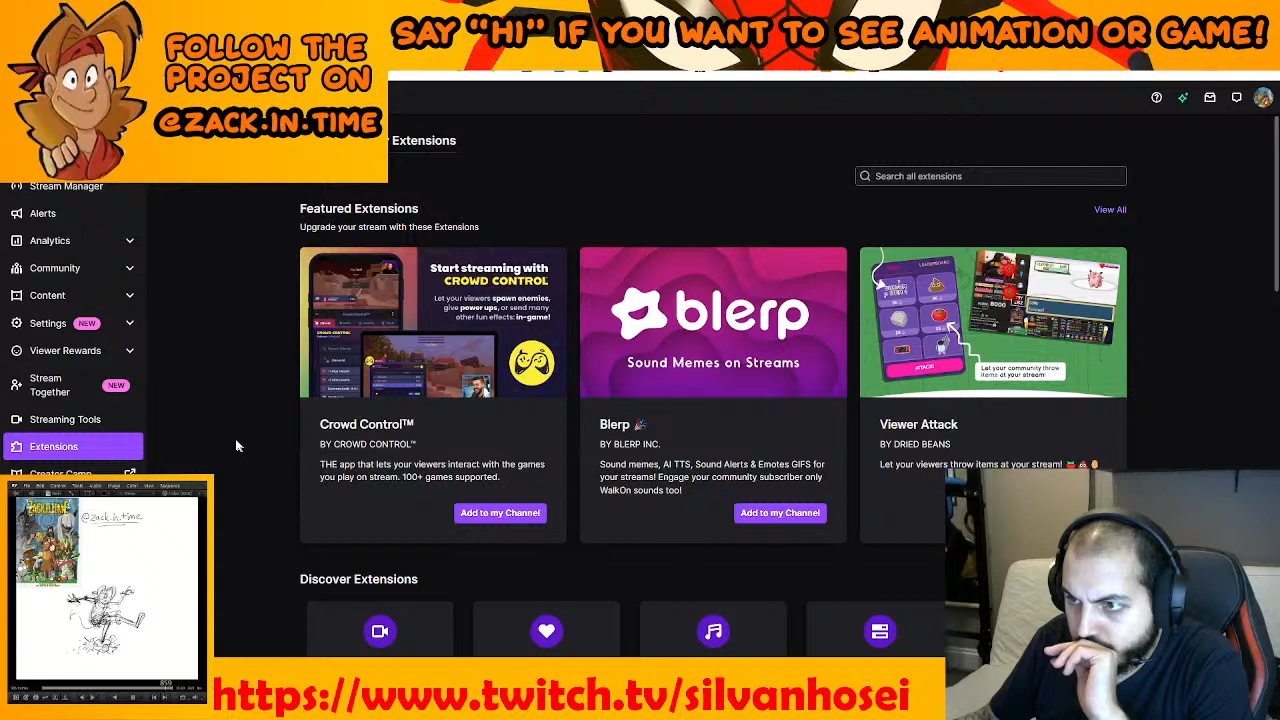 FOLLOW THE
PROJECT ON
@ZACK.IN.TIME
SAY "HI" IF YOU WANT TO SEE ANIMATION OR GAME!
Extensions
Search all extensions
Stream Manager
Alerts
Analytics
Community
Content
Settings NEW
Viewer Rewards
Stream
Together NEW
Streaming Tools
Extensions
Featured Extensions
View All
Upgrade your stream with these Extensions
Start streaming with
CROWD CONTROL
Let your viewers spawn enemies,
give power ups, or send many
other fun effects: in-game!
Crowd Control™
BY CROWD CONTROL™
THE app that lets your viewers interact with the games
you play on stream. 100+ games supported.
Add to my Channel
blerp
Sound Memes on Streams
Blerp 🎉
BY BLERP INC.
Sound memes, AI TTS, Sound Alerts & Emotes GIFS for
your streams! Engage your community subscriber only
WalkOn sounds too!
Add to my Channel
LEADERBOARD
ATTACK!
Let your community throw
items at your stream!
Viewer Attack
BY DRIED BEANS
Let your viewers throw items at your stream! 🍅 💩 🥚
Discover Extensions
@zack.in.time
859
https://www.twitch.tv/silvanhosei